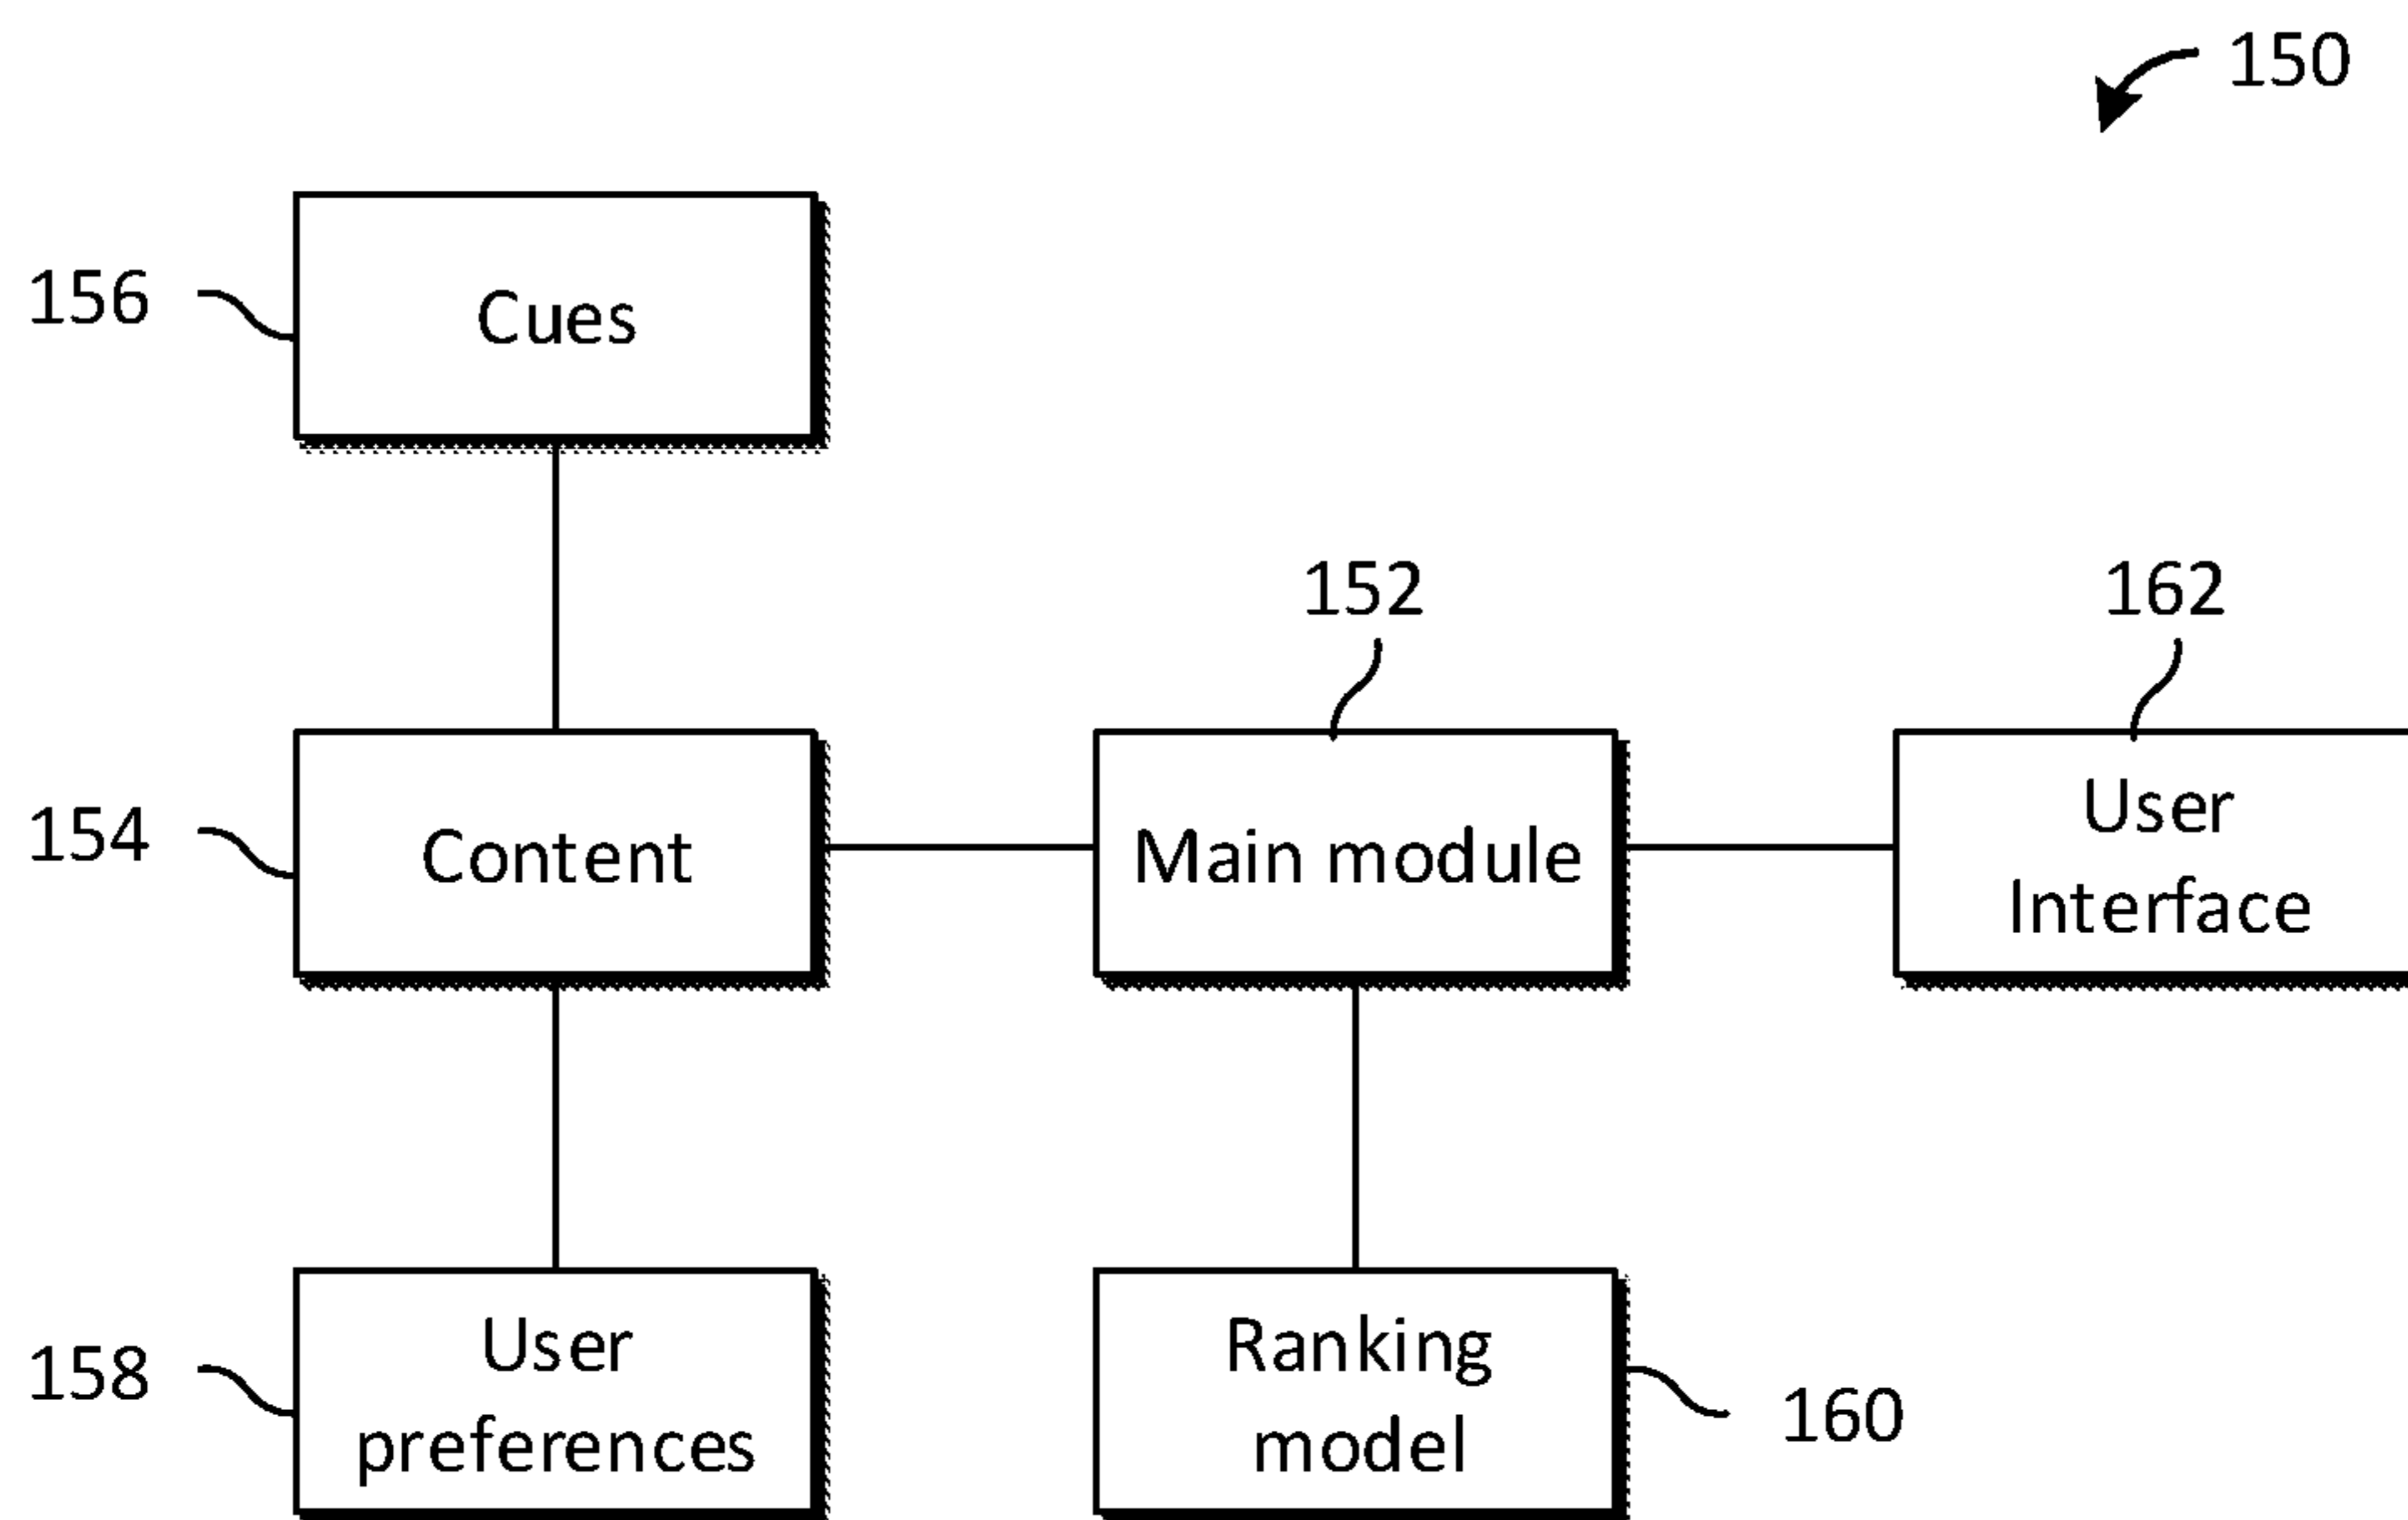 150
156
Cues
152
162
154
Content
Main module
User
Interface
158
User
preferences
Ranking
model
160